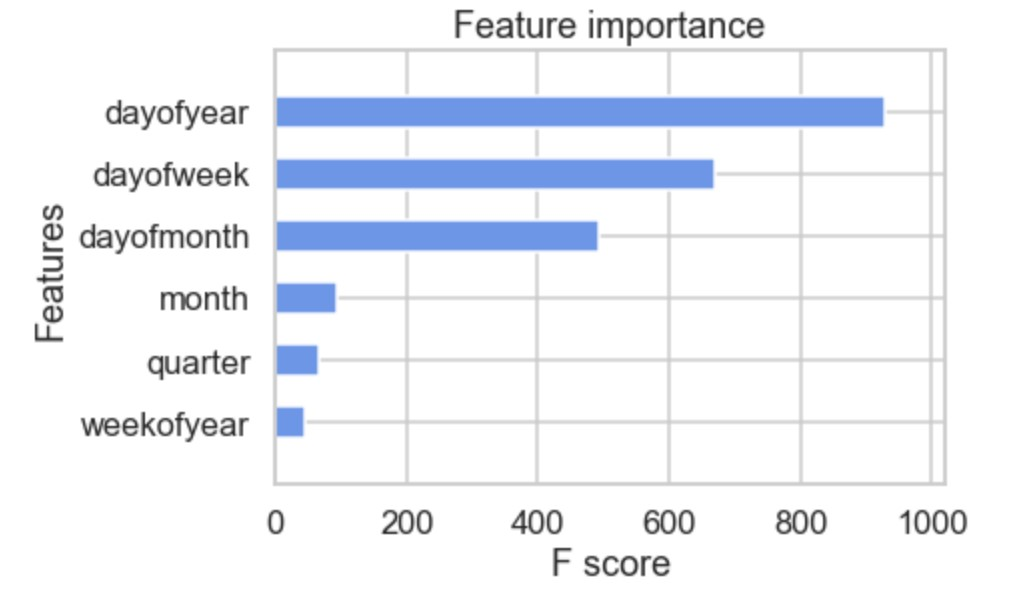 Feature importance
Features
dayofyear
dayofweek
dayofmonth
month
quarter
weekofyear
0 200 400 600 800 1000
F score